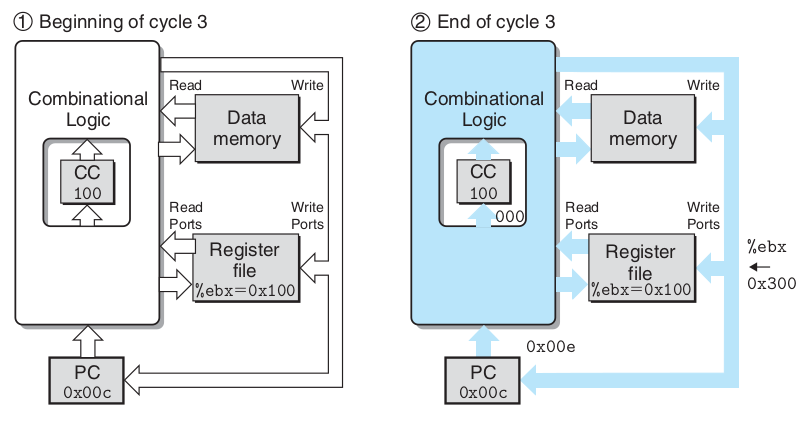 ① Beginning of cycle 3
Combinational
Logic
CC
100
Read
Write
Data
memory
Read
Ports
Write
Ports
Register
file
%ebx=0x100
PC
0x00c
② End of cycle 3
Combinational
Logic
CC
100
000
Read
Write
Data
memory
Read
Ports
Write
Ports
Register
file
%ebx=0x100
%ebx
←
0x300
0x00e
PC
0x00c